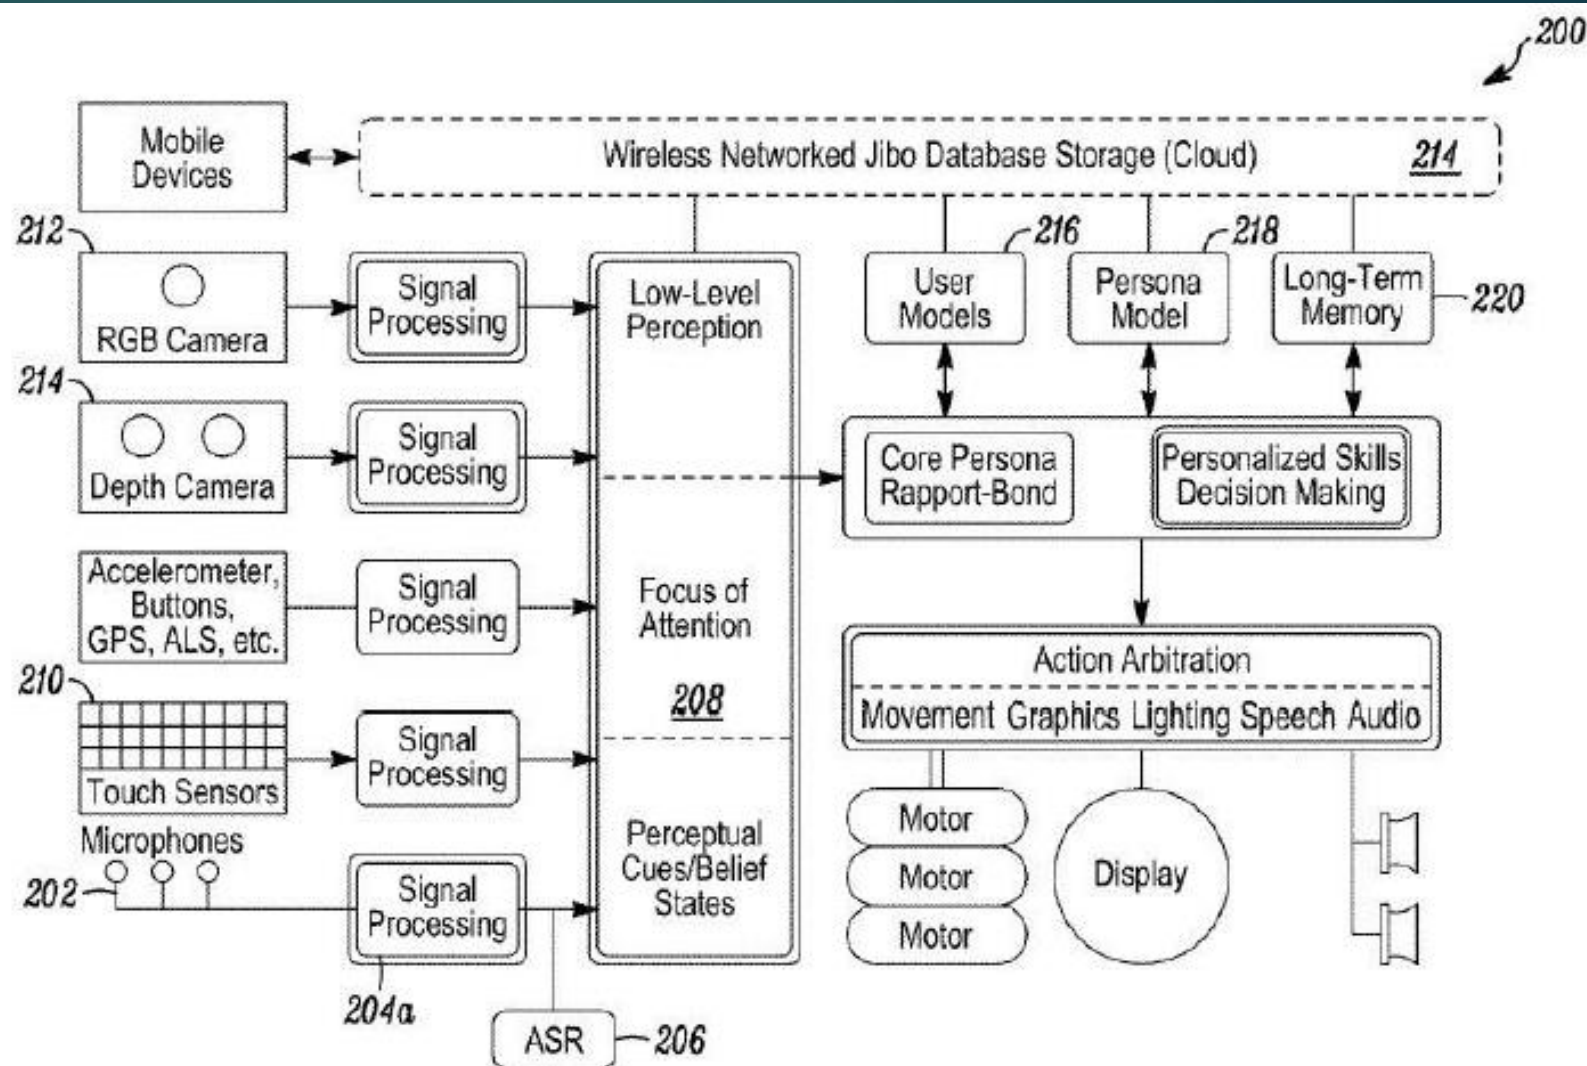 200
Mobile
Devices
Wireless Networked Jibo Database Storage (Cloud) 214
212
RGB Camera
Signal
Processing
Low-Level
Perception
216
User
Models
218
Persona
Model
Long-Term
Memory
220
214
Depth Camera
Signal
Processing
Core Persona
Rapport-Bond
Personalized Skills
Decision Making
Accelerometer,
Buttons,
GPS, ALS, etc.
Signal
Processing
Focus of
Attention
208
Action Arbitration
Movement Graphics Lighting Speech Audio
210
Touch Sensors
Signal
Processing
Microphones
202
Signal
Processing
204a
Perceptual
Cues/Belief
States
Motor
Motor
Motor
Display
ASR
206